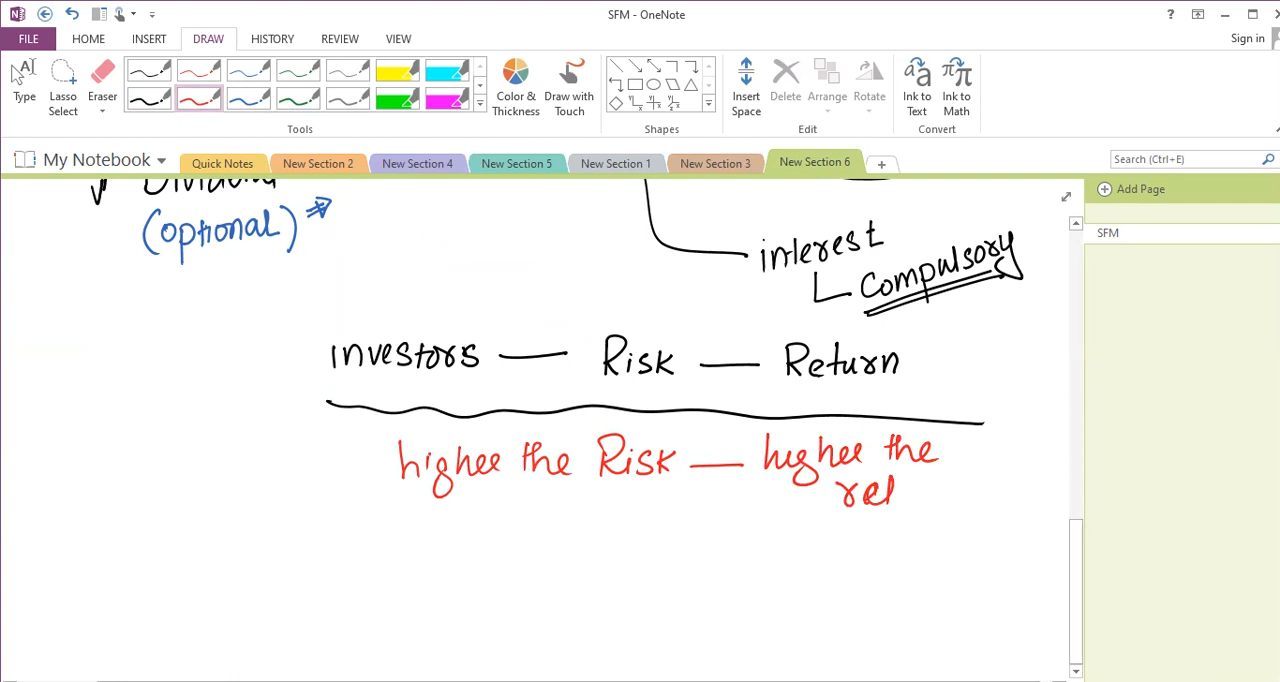 SFM - OneNote
Sign in
FILE HOME INSERT DRAW HISTORY REVIEW VIEW
Type
Lasso Select
Eraser
Color & Thickness
Draw with Touch
Insert Space
Delete
Arrange
Rotate
Ink to Text
Ink to Math
Tools
Shapes
Edit
Convert
My Notebook
Quick Notes New Section 2 New Section 4 New Section 5 New Section 1 New Section 3 New Section 6
Search (Ctrl+E)
Add Page
SFM
Dividend
(optional)
interest
Compulsory
investors — Risk — Return
higher the Risk — higher the